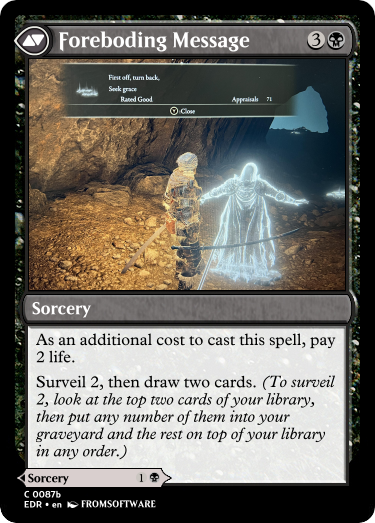 Foreboding Message 3
First off, turn back,
Seek grace
Rated Good Appraisals 71
Y:Close
Sorcery
As an additional cost to cast this spell, pay
2 life.
Surveil 2, then draw two cards. (To surveil
2, look at the top two cards of your library,
then put any number of them into your
graveyard and the rest on top of your library
in any order.)
Sorcery 1
C 0087b
EDR • en FROMSOFTWARE